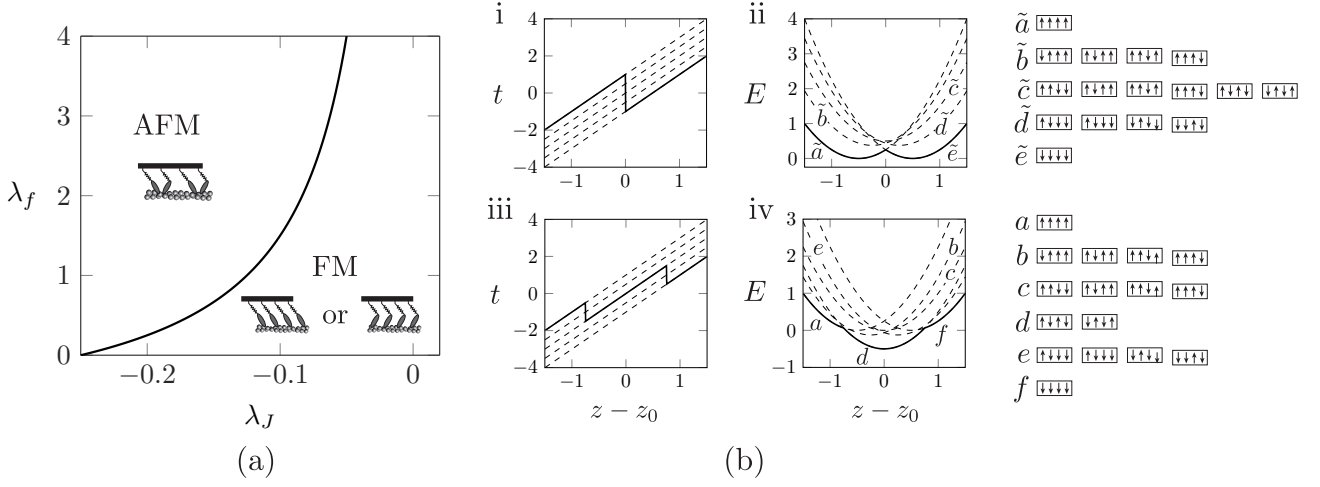 4
3
2
1
0
λ_f
AFM
FM
or
−0.2
−0.1
0
λ_J
(a)
i
4
2
0
−2
−4
t
−1
0
1
ii
4
3
2
1
0
E
ã
b̃
c̃
d̃
ẽ
−1
0
1
iii
4
2
0
−2
−4
t
−1
0
1
z − z₀
iv
3
2
1
0
−1
E
e
b
c
a
f
d
−1
0
1
z − z₀
(b)
ã ↑↑↑↑
b̃
c̃
d̃
ẽ ↓↓↓↓
a ↑↑↑↑
b
c
d
e
f ↓↓↓↓